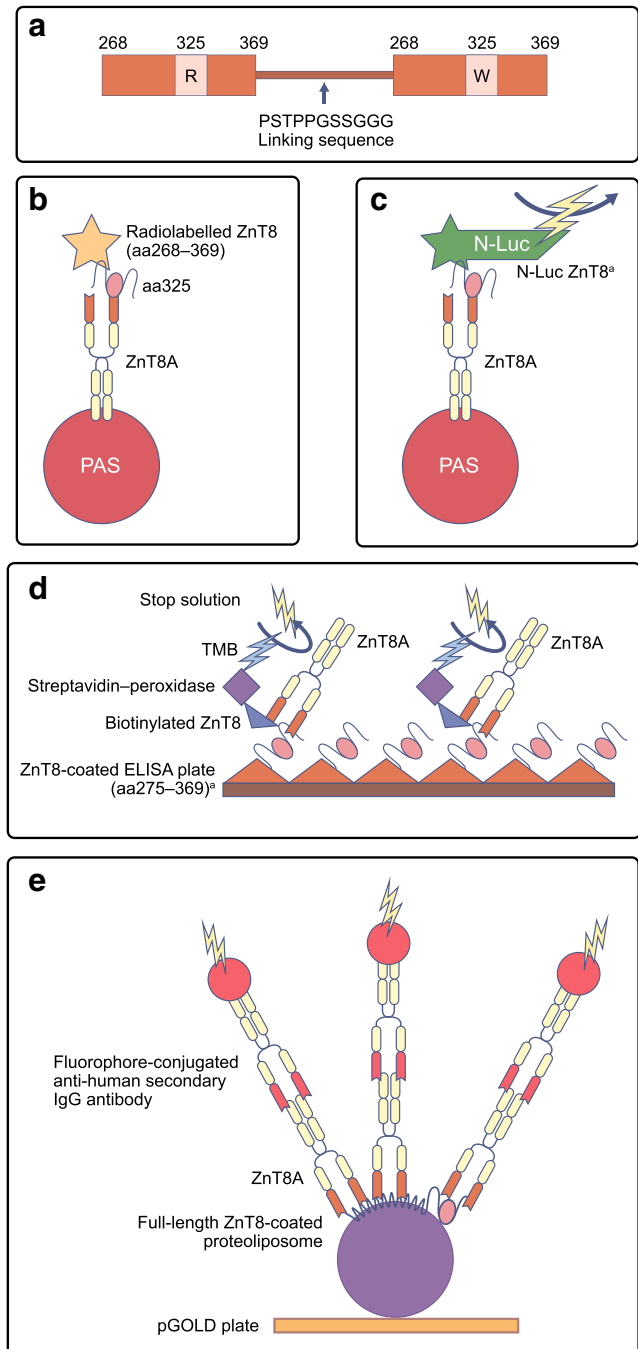 a
268 325 369 268 325 369
R W
PSTPPGSSGGG
Linking sequence
b
Radiolabelled ZnT8
(aa268–369)
aa325
ZnT8A
PAS
c
N-Luc
N-Luc ZnT8ᵃ
ZnT8A
PAS
d
Stop solution
TMB
ZnT8A
ZnT8A
Streptavidin–peroxidase
Biotinylated ZnT8
ZnT8-coated ELISA plate
(aa275–369)ᵃ
e
Fluorophore-conjugated
anti-human secondary
IgG antibody
ZnT8A
Full-length ZnT8-coated
proteoliposome
pGOLD plate